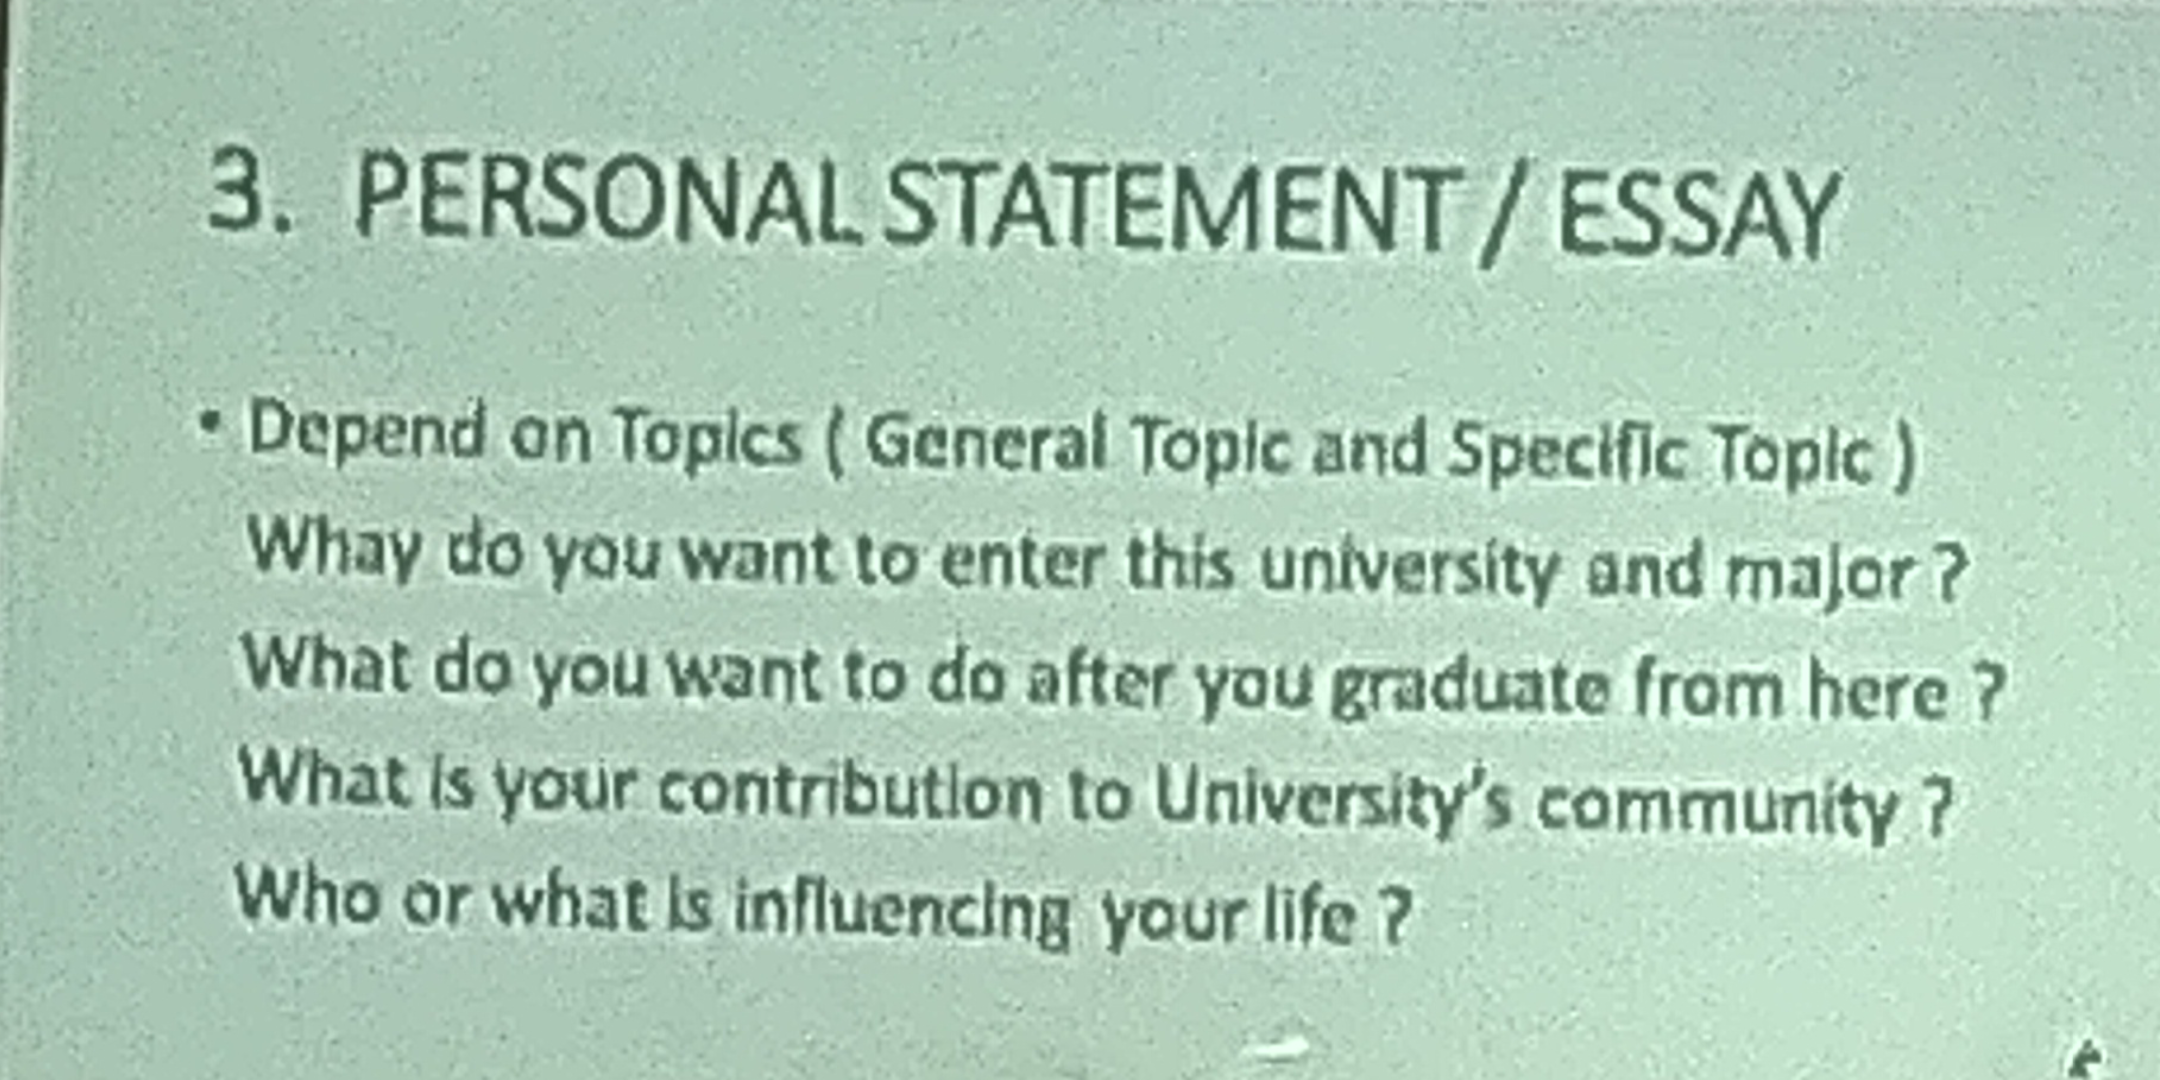 3. PERSONAL STATEMENT / ESSAY
• Depend on Topics ( General Topic and Specific Topic )
Whay do you want to enter this university and major ?
What do you want to do after you graduate from here ?
What is your contribution to University's community ?
Who or what is influencing your life ?